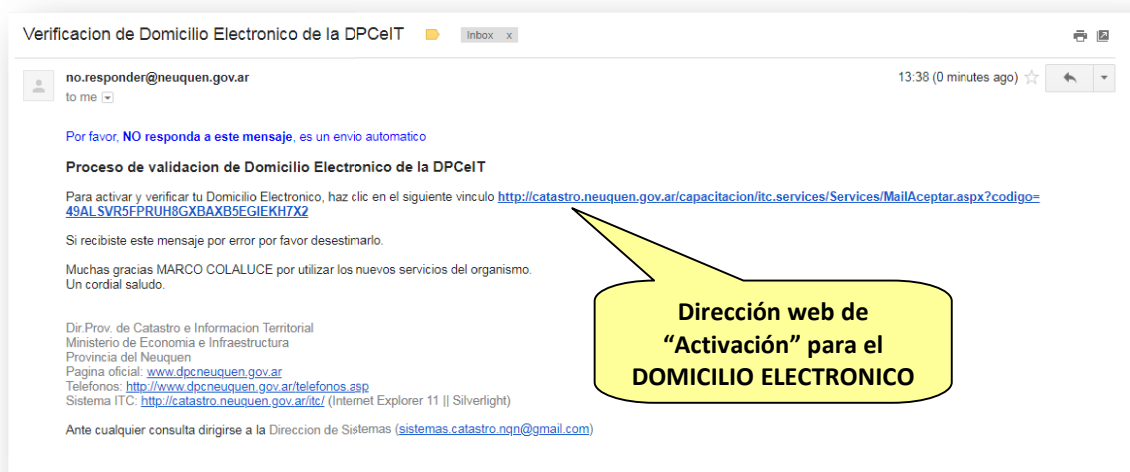 Verificacion de Domicilio Electronico de la DPCeIT Inbox x
no.responder@neuquen.gov.ar 13:38 (0 minutes ago)
to me
Por favor, NO responda a este mensaje, es un envio automatico
Proceso de validacion de Domicilio Electronico de la DPCeIT
Para activar y verificar tu Domicilio Electronico, haz clic en el siguiente vinculo http://catastro.neuquen.gov.ar/capacitacion/itc.services/Services/MailAceptar.aspx?codigo=
49ALSVR5FPRUH8GXBAXB5EGIEKH7X2
Si recibiste este mensaje por error por favor desestimarlo.
Muchas gracias MARCO COLALUCE por utilizar los nuevos servicios del organismo.
Un cordial saludo.
Dirección web de
“Activación” para el
DOMICILIO ELECTRONICO
Dir.Prov. de Catastro e Informacion Territorial
Ministerio de Economia e Infraestructura
Provincia del Neuquen
Pagina oficial: www.dpcneuquen.gov.ar
Telefonos: http://www.dpcneuquen.gov.ar/telefonos.asp
Sistema ITC: http://catastro.neuquen.gov.ar/itc/ (Internet Explorer 11 || Silverlight)
Ante cualquier consulta dirigirse a la Direccion de Sistemas (sistemas.catastro.nqn@gmail.com)